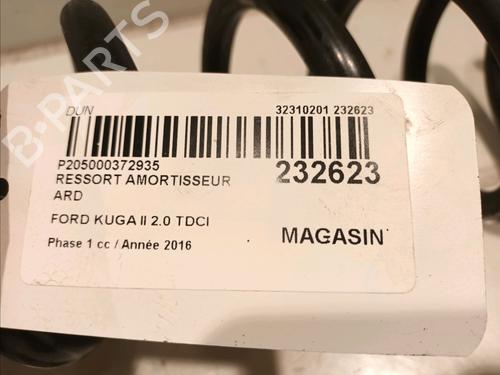 DUN
32310201 232623
P205000372935
232623
RESSORT AMORTISSEUR
ARD
FORD KUGA II 2.0 TDCI
Phase 1 cc / Année 2016
MAGASIN
B-PARTS